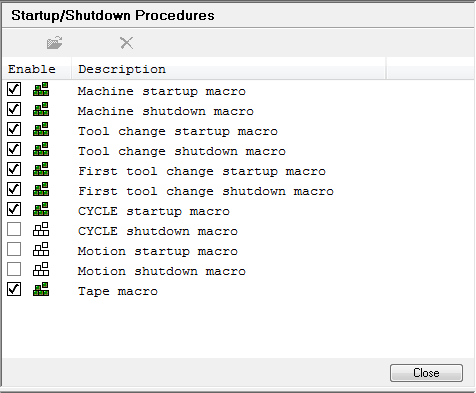 Startup/Shutdown Procedures
Enable Description
Machine startup macro
Machine shutdown macro
Tool change startup macro
Tool change shutdown macro
First tool change startup macro
First tool change shutdown macro
CYCLE startup macro
CYCLE shutdown macro
Motion startup macro
Motion shutdown macro
Tape macro
Close